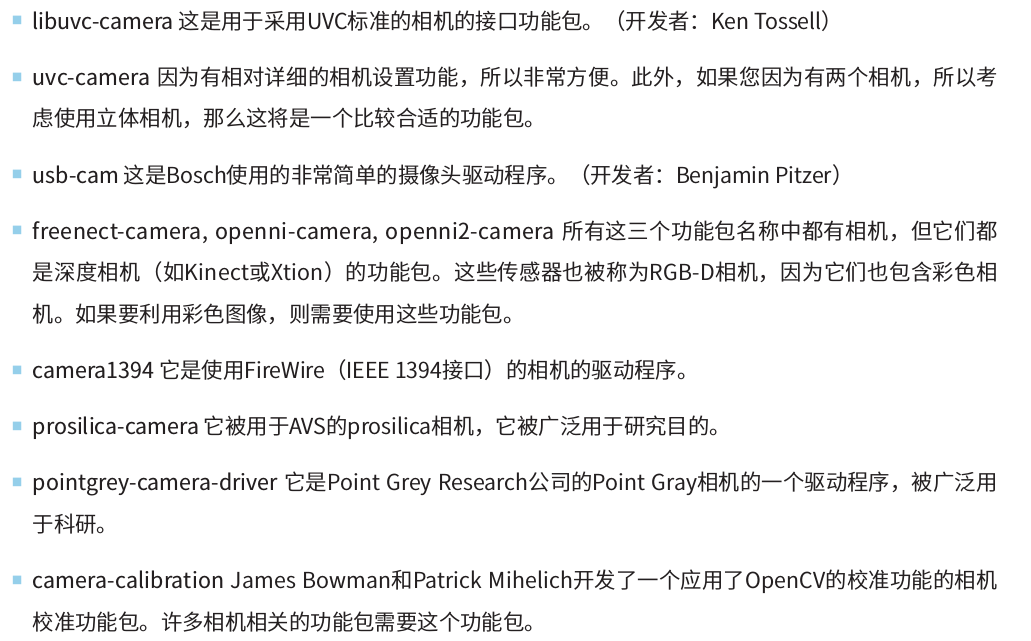 libuvc-camera 这是用于采用UVC标准的相机的接口功能包。（开发者：Ken Tossell）
uvc-camera 因为有相对详细的相机设置功能，所以非常方便。此外，如果您因为有两个相机，所以考
虑使用立体相机，那么这将是一个比较合适的功能包。
usb-cam 这是Bosch使用的非常简单的摄像头驱动程序。（开发者：Benjamin Pitzer）
freenect-camera, openni-camera, openni2-camera 所有这三个功能包名称中都有相机，但它们都
是深度相机（如Kinect或Xtion）的功能包。这些传感器也被称为RGB-D相机，因为它们也包含彩色相
机。如果要利用彩色图像，则需要使用这些功能包。
camera1394 它是使用FireWire（IEEE 1394接口）的相机的驱动程序。
prosilica-camera 它被用于AVS的prosilica相机，它被广泛用于研究目的。
pointgrey-camera-driver 它是Point Grey Research公司的Point Gray相机的一个驱动程序，被广泛用
于科研。
camera-calibration James Bowman和Patrick Mihelich开发了一个应用了OpenCV的校准功能的相机
校准功能包。许多相机相关的功能包需要这个功能包。